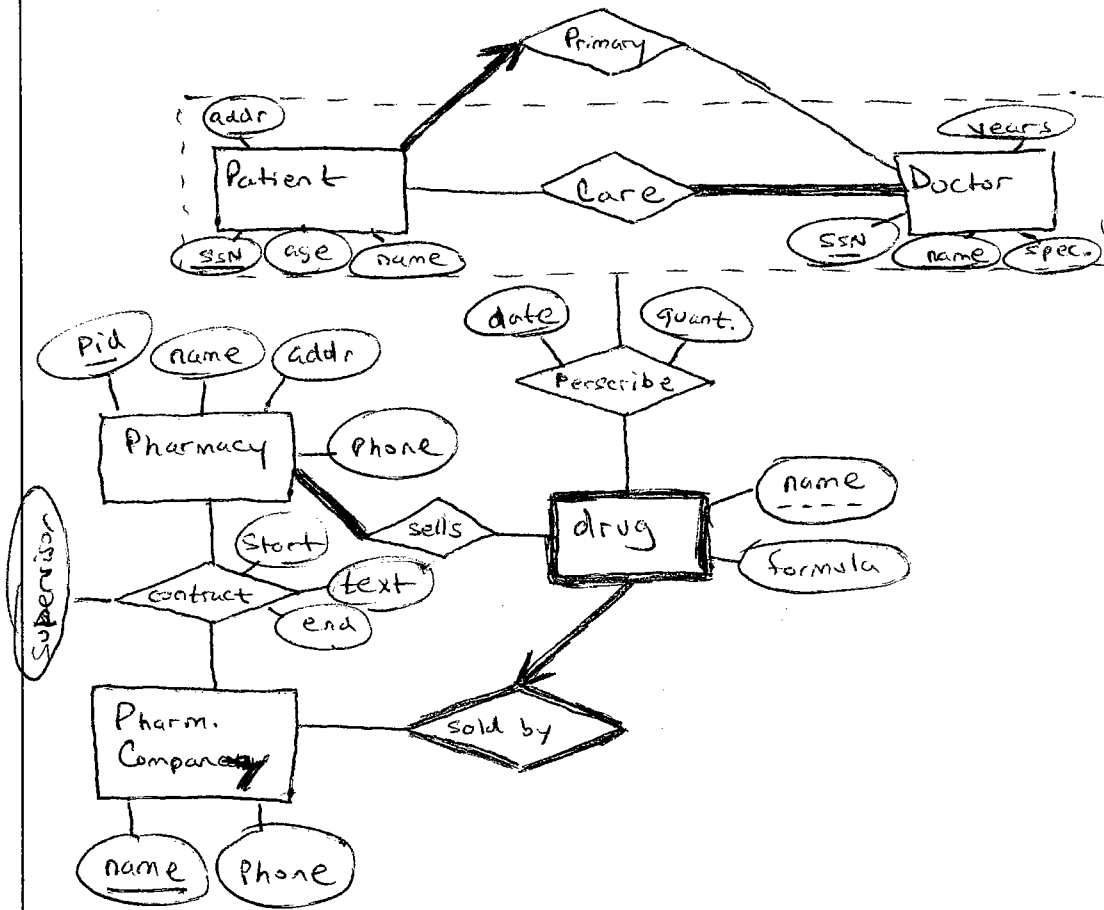 Primary
addr
years
Patient
Care
Doctor
SSN
age
name
SSN
name
spec.
date
quant.
Pid
name
addr
Perscribe
Pharmacy
Phone
name
sells
drug
start
formula
text
contract
end
Supervisor
Pharm.
Company
sold by
name
Phone